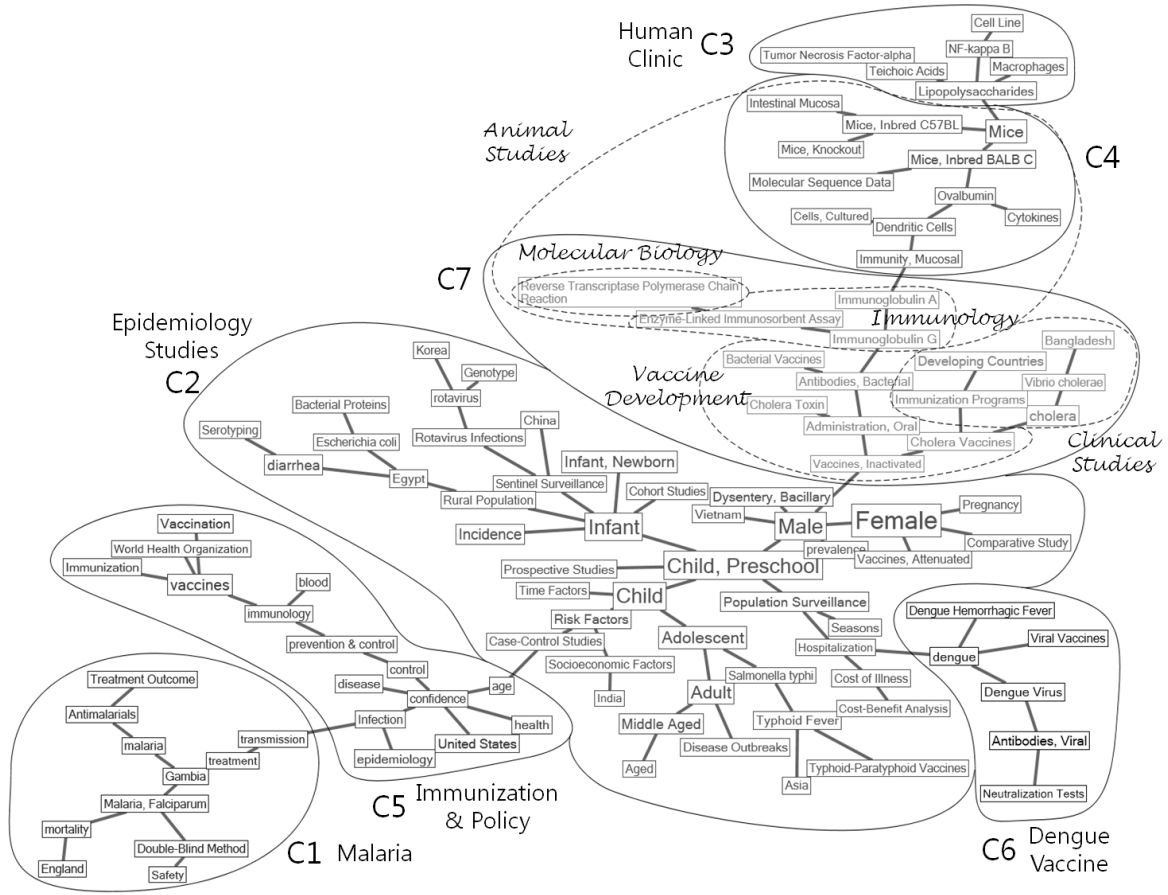 Human
Clinic
C3
Cell Line
NF-kappa B
Tumor Necrosis Factor-alpha
Macrophages
Teichoic Acids
Lipopolysaccharides
Animal
Studies
Intestinal Mucosa
Mice, Inbred C57BL
Mice
Mice, Knockout
Mice, Inbred BALB C
C4
Molecular Sequence Data
Ovalbumin
Cells, Cultured
Cytokines
Dendritic Cells
Immunity, Mucosal
C7
Molecular Biology
Reverse Transcriptase Polymerase Chain
Reaction
Immunoglobulin A
Enzyme-Linked Immunosorbent Assay
Immunology
Immunoglobulin G
Bangladesh
Bacterial Vaccines
Developing Countries
Vaccine
Development
Antibodies, Bacterial
Vibrio cholerae
Cholera Toxin
Immunization Programs
cholera
Administration, Oral
Cholera Vaccines
Clinical
Studies
Vaccines, Inactivated
Epidemiology
Studies
C2
Korea
Genotype
rotavirus
Bacterial Proteins
China
Serotyping
Escherichia coli
Rotavirus Infections
diarrhea
Egypt
Infant, Newborn
Sentinel Surveillance
Rural Population
Cohort Studies
Dysentery, Bacillary
Vietnam
Incidence
Infant
Male
Female
Pregnancy
Comparative Study
prevalence
Vaccines, Attenuated
Prospective Studies
Child, Preschool
Time Factors
Child
Population Surveillance
Risk Factors
Seasons
Case-Control Studies
Adolescent
Hospitalization
Socioeconomic Factors
Salmonella typhi
Cost of Illness
India
Adult
Cost-Benefit Analysis
Middle Aged
Typhoid Fever
Disease Outbreaks
Aged
Typhoid-Paratyphoid Vaccines
Asia
Vaccination
World Health Organization
Immunization
vaccines
blood
immunology
prevention & control
control
disease
confidence
age
Infection
health
United States
epidemiology
C5
Immunization
& Policy
Treatment Outcome
Antimalarials
transmission
malaria
treatment
Gambia
Malaria, Falciparum
mortality
Double-Blind Method
England
Safety
C1 Malaria
Dengue Hemorrhagic Fever
Viral Vaccines
dengue
Dengue Virus
Antibodies, Viral
Neutralization Tests
C6
Dengue
Vaccine